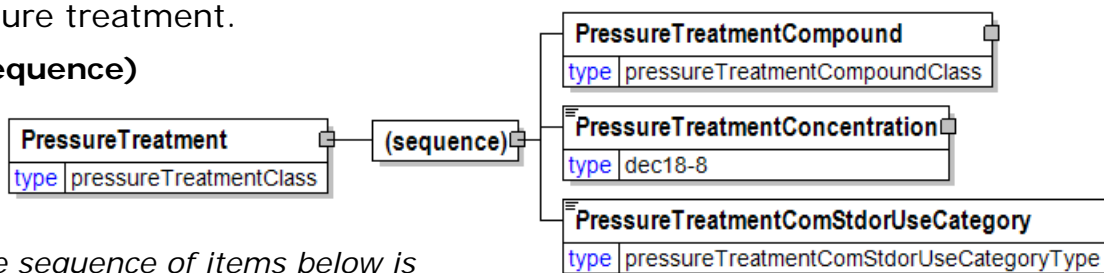 ure treatment.
equence)
PressureTreatment
type pressureTreatmentClass
(sequence)
PressureTreatmentCompound
type pressureTreatmentCompoundClass
PressureTreatmentConcentration
type dec18-8
PressureTreatmentComStdorUseCategory
type pressureTreatmentComStdorUseCategoryType
e sequence of items below is